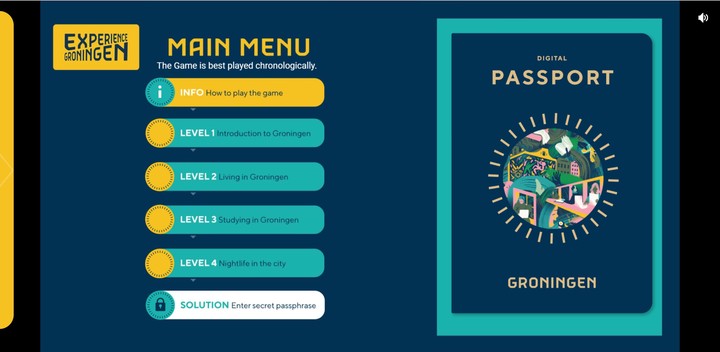 EXPERIENCE
GRONINGEN
MAIN MENU
The Game is best played chronologically.
INFO How to play the game
LEVEL 1 Introduction to Groningen
LEVEL 2 Living in Groningen
LEVEL 3 Studying in Groningen
LEVEL 4 Nightlife in the city
SOLUTION Enter secret passphrase
DIGITAL
PASSPORT
GRONINGEN